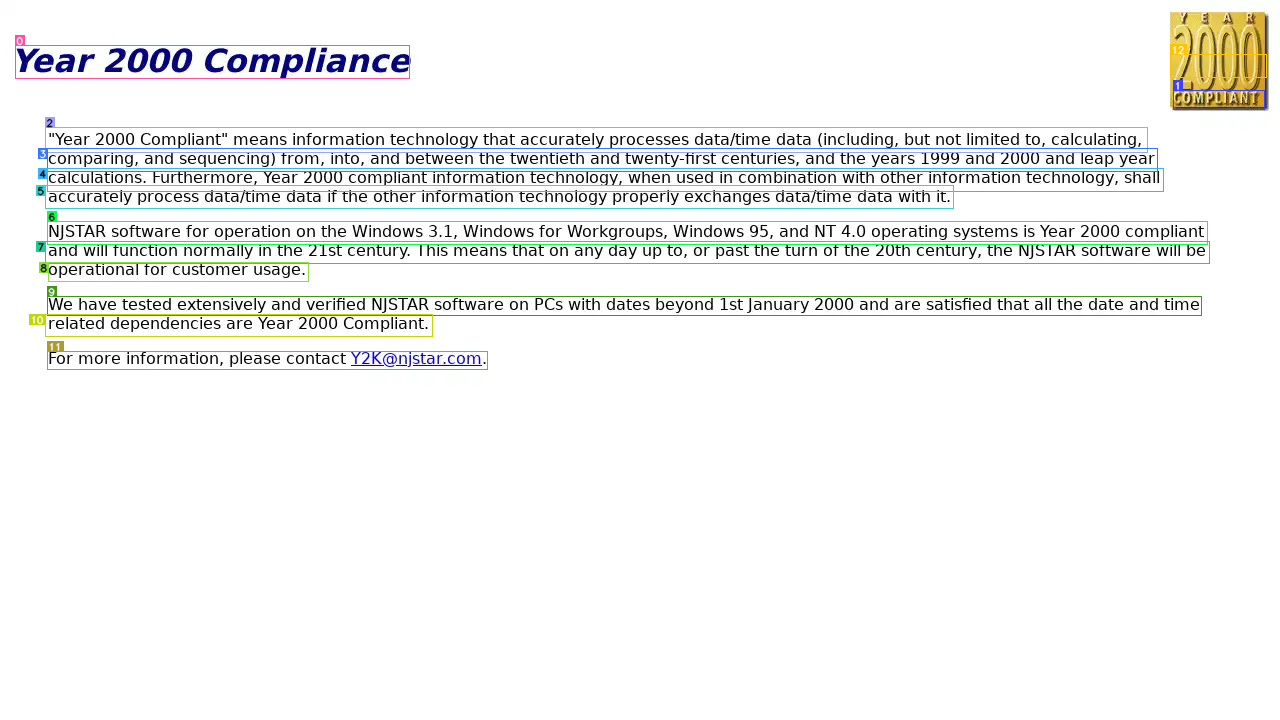 Year 2000 Compliance
YEAR
2000
COMPLIANT
"Year 2000 Compliant" means information technology that accurately processes data/time data (including, but not limited to, calculating,
comparing, and sequencing) from, into, and between the twentieth and twenty-first centuries, and the years 1999 and 2000 and leap year
calculations. Furthermore, Year 2000 compliant information technology, when used in combination with other information technology, shall
accurately process data/time data if the other information technology properly exchanges data/time data with it.
NJSTAR software for operation on the Windows 3.1, Windows for Workgroups, Windows 95, and NT 4.0 operating systems is Year 2000 compliant
and will function normally in the 21st century. This means that on any day up to, or past the turn of the 20th century, the NJSTAR software will be
operational for customer usage.
We have tested extensively and verified NJSTAR software on PCs with dates beyond 1st January 2000 and are satisfied that all the date and time
related dependencies are Year 2000 Compliant.
For more information, please contact Y2K@njstar.com.